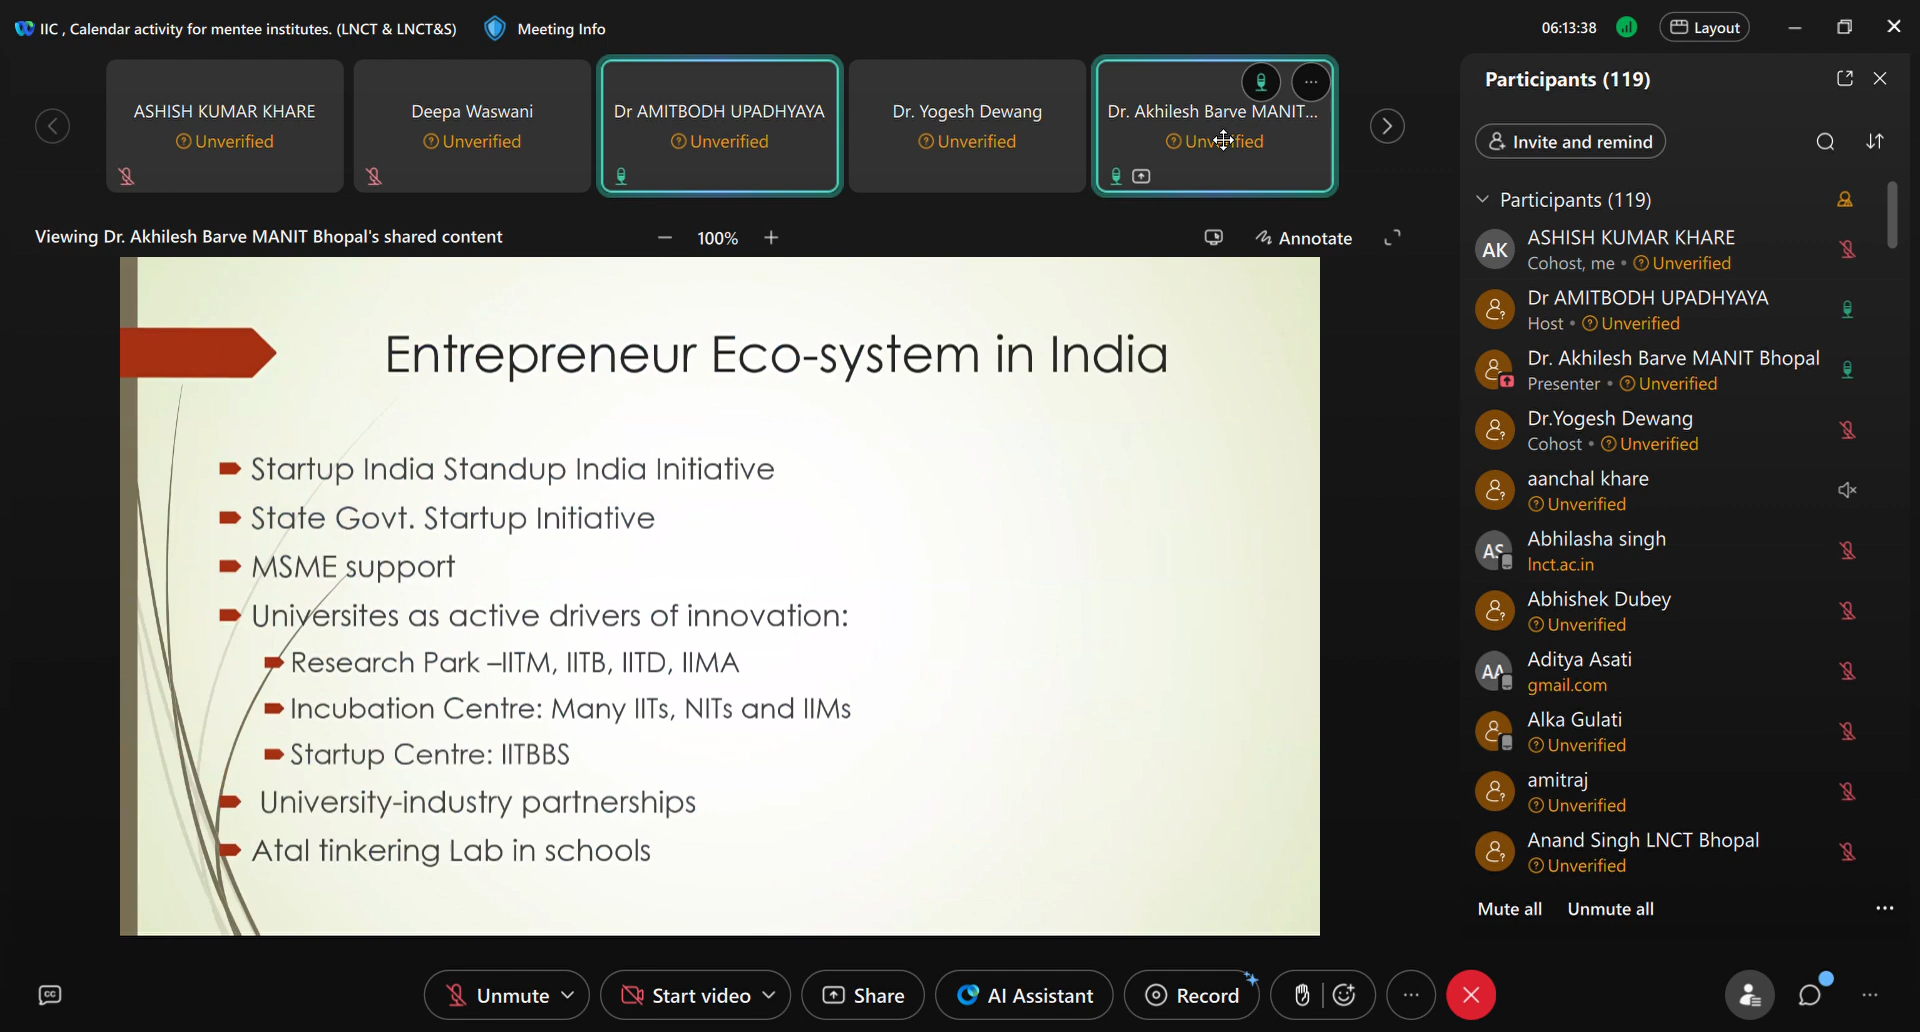 IIC , Calendar activity for mentee institutes. (LNCT & LNCT&S)
Meeting Info
06:13:38
Layout
ASHISH KUMAR KHARE
Unverified
Deepa Waswani
Unverified
Dr AMITBODH UPADHYAYA
Unverified
Dr. Yogesh Dewang
Unverified
Dr. Akhilesh Barve MANIT...
Unverified
Viewing Dr. Akhilesh Barve MANIT Bhopal's shared content
100%
Annotate
Entrepreneur Eco-system in India
Startup India Standup India Initiative
State Govt. Startup Initiative
MSME support
Universites as active drivers of innovation:
Research Park –IITM, IITB, IITD, IIMA
Incubation Centre: Many IITs, NITs and IIMs
Startup Centre: IITBBS
University-industry partnerships
Atal tinkering Lab in schools
Participants (119)
Invite and remind
Participants (119)
AK
ASHISH KUMAR KHARE
Cohost, me • Unverified
Dr AMITBODH UPADHYAYA
Host • Unverified
Dr. Akhilesh Barve MANIT Bhopal
Presenter • Unverified
Dr.Yogesh Dewang
Cohost • Unverified
aanchal khare
Unverified
AS
Abhilasha singh
lnct.ac.in
Abhishek Dubey
Unverified
AA
Aditya Asati
gmail.com
Alka Gulati
Unverified
amitraj
Unverified
Anand Singh LNCT Bhopal
Unverified
Mute all
Unmute all
CC
Unmute
Start video
Share
AI Assistant
Record